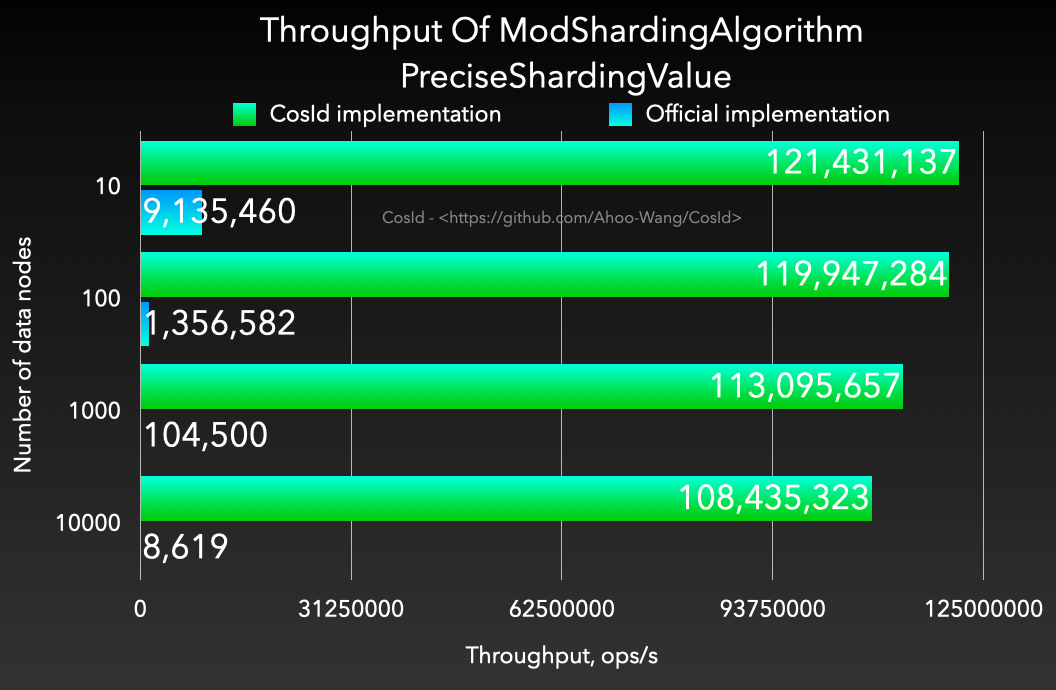 Throughput Of ModShardingAlgorithm
PreciseShardingValue
CosId implementation
Official implementation
Number of data nodes
10
121,431,137
9,135,460
CosId - <https://github.com/Ahoo-Wang/CosId>
100
119,947,284
1,356,582
1000
113,095,657
104,500
10000
108,435,323
8,619
0 31250000 62500000 93750000 125000000
Throughput, ops/s